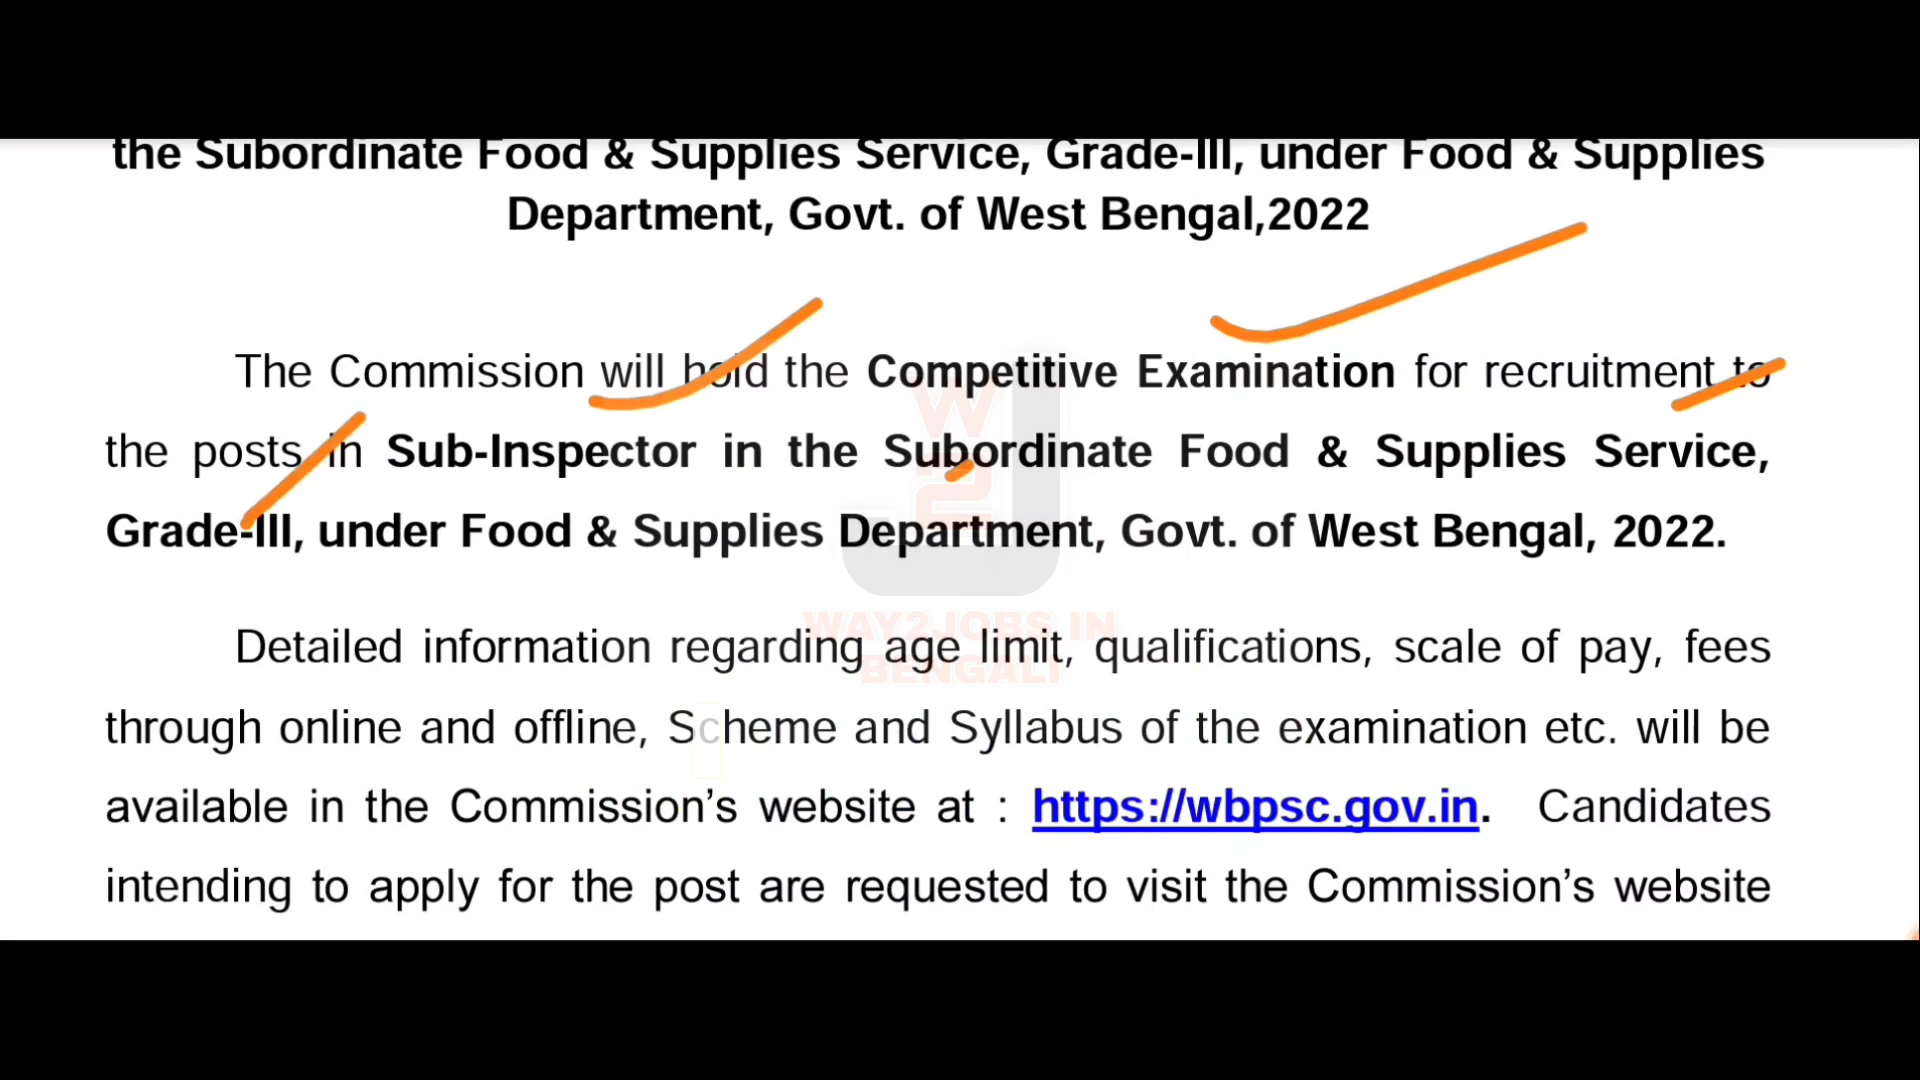 the Subordinate Food & Supplies Service, Grade-III, under Food & Supplies
Department, Govt. of West Bengal,2022
The Commission will hold the Competitive Examination for recruitment to
the posts in Sub-Inspector in the Subordinate Food & Supplies Service,
Grade-III, under Food & Supplies Department, Govt. of West Bengal, 2022.
WAY2JOBS IN
BENGALI
Detailed information regarding age limit, qualifications, scale of pay, fees
through online and offline, Scheme and Syllabus of the examination etc. will be
available in the Commission’s website at : https://wbpsc.gov.in. Candidates
intending to apply for the post are requested to visit the Commission’s website